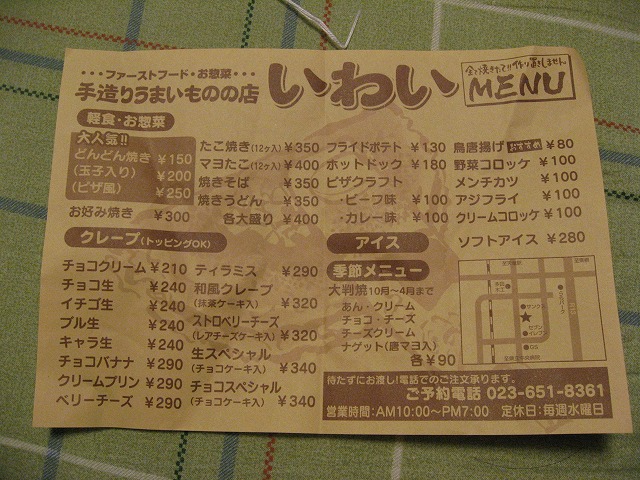 ・・・ファーストフード・お惣菜・・・
手造りうまいものの店
いわい
全て焼きたて!!作り置きしません
MENU
軽食・お惣菜
大人気!!
どんどん焼き ¥150
(玉子入り) ¥200
(ピザ風) ¥250
お好み焼き ¥300
たこ焼き(12ヶ入) ¥350
マヨたこ(12ヶ入) ¥400
焼きそば ¥350
焼きうどん ¥350
各大盛り ¥400
フライドポテト ¥130
ホットドック ¥180
ピザクラフト
・ビーフ味 ¥100
・カレー味 ¥100
鳥唐揚げ おすすめ ¥80
野菜コロッケ ¥100
メンチカツ ¥100
アジフライ ¥100
クリームコロッケ ¥100
クレープ(トッピングOK)
チョコクリーム ¥210
チョコ生 ¥240
イチゴ生 ¥240
ブル生 ¥240
キャラ生 ¥240
チョコバナナ ¥290
クリームプリン ¥290
ベリーチーズ ¥290
ティラミス ¥290
和風クレープ
(抹茶ケーキ入) ¥320
ストロベリーチーズ
(レアチーズケーキ入) ¥320
生スペシャル
(チョコケーキ入) ¥340
チョコスペシャル
(チョコケーキ入) ¥340
アイス
ソフトアイス ¥280
季節メニュー
大判焼10月〜4月まで
あん・クリーム
チョコ・チーズ
チーズクリーム
ナゲット(唐マヨ入)
各¥90
サンクス
セブン
イレブン
待たずにお渡し!電話でのご注文承ります。
ご予約電話 023-651-8361
営業時間:AM10:00〜PM7:00 定休日:毎週水曜日